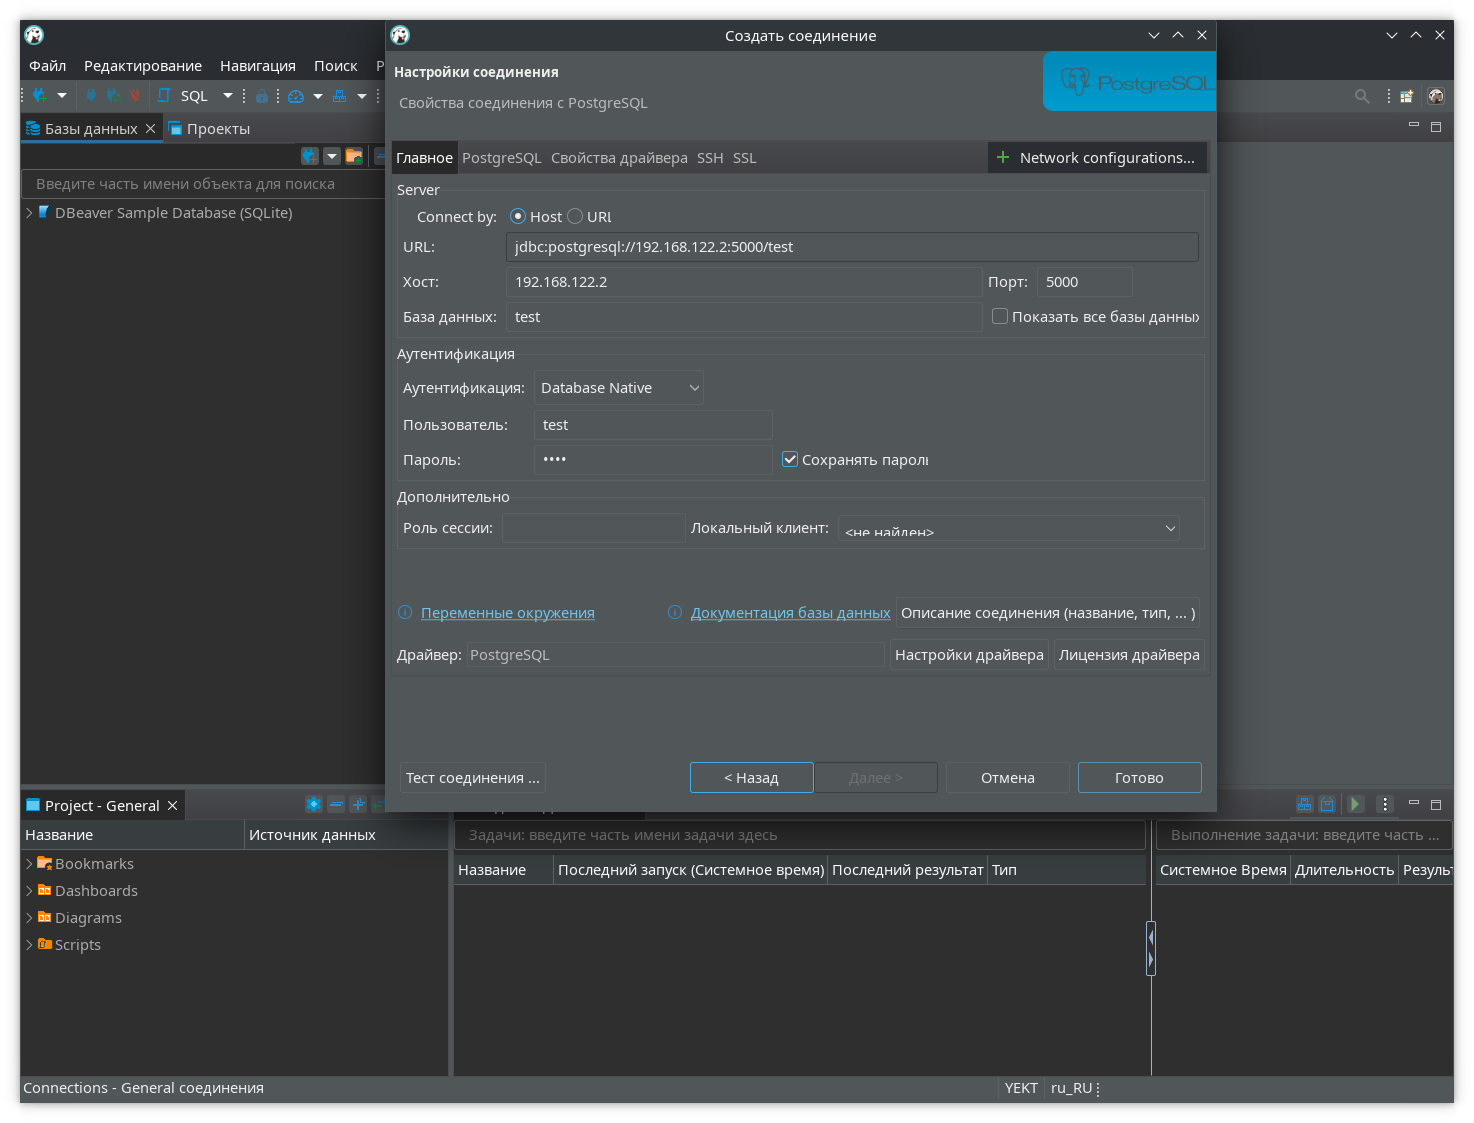 Создать соединение
Файл Редактирование Навигация Поиск Р
Настройки соединения
Свойства соединения с PostgreSQL
PostgreSQL
SQL
Базы данных Проекты
Введите часть имени объекта для поиска
DBeaver Sample Database (SQLite)
Главное PostgreSQL Свойства драйвера SSH SSL Network configurations...
Server
Connect by: Host URL
URL: jdbc:postgresql://192.168.122.2:5000/test
Хост: 192.168.122.2 Порт: 5000
База данных: test Показать все базы данных
Аутентификация
Аутентификация: Database Native
Пользователь: test
Пароль: •••• Сохранять пароль
Дополнительно
Роль сессии: Локальный клиент: <не найден>
Переменные окружения Документация базы данных Описание соединения (название, тип, ... )
Драйвер: PostgreSQL Настройки драйвера Лицензия драйвера
Тест соединения ... < Назад Далее > Отмена Готово
Project - General
Название Источник данных
Bookmarks
Dashboards
Diagrams
Scripts
Задачи: введите часть имени задачи здесь
Название Последний запуск (Системное время) Последний результат Тип
Выполнение задачи: введите часть ...
Системное Время Длительность Резуль
Connections - General соединения YEKT ru_RU